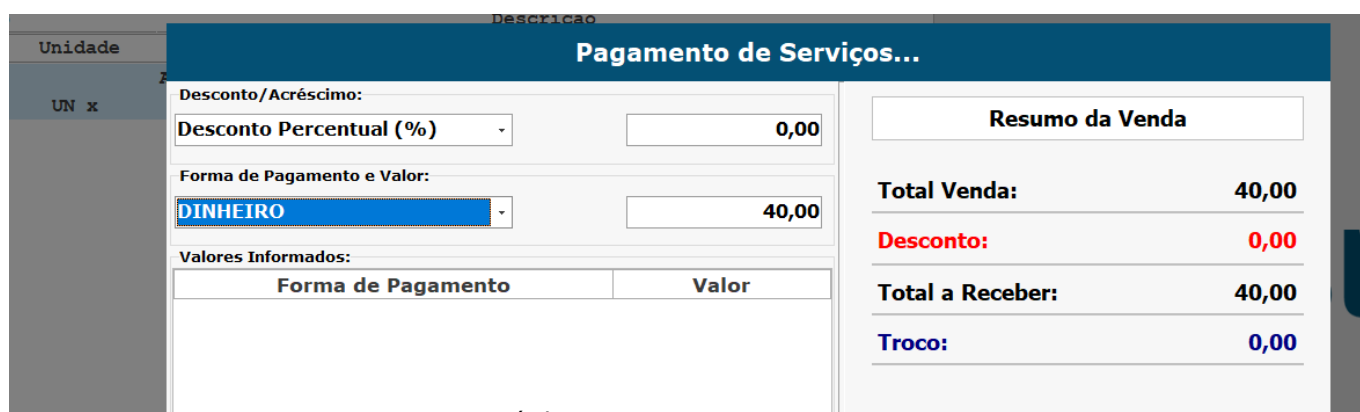 Descricao
Unidade
Pagamento de Serviços...
UN x
Desconto/Acréscimo:
Desconto Percentual (%)
0,00
Forma de Pagamento e Valor:
DINHEIRO
40,00
Valores Informados:
Forma de Pagamento
Valor
Resumo da Venda
Total Venda: 40,00
Desconto: 0,00
Total a Receber: 40,00
Troco: 0,00